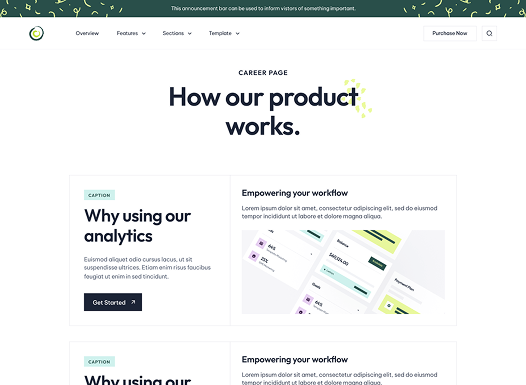 This announcement bar can be used to inform vistors of something important.
Overview Features Sections Template Purchase Now
CAREER PAGE
How our product
works.
CAPTION
Why using our
analytics
Euismod aliquet odio cursus lacus, ut sit
suspendisse ultrices. Etiam enim risus faucibus
feugiat ut enim in sed tincidunt.
Get Started
Empowering your workflow
Lorem ipsum dolor sit amet, consectetur adipiscing elit, sed do eiusmod
tempor incididunt ut labore et dolore magna aliqua.
Balance
Goals
Payment Plan
CAPTION
Why using our
Empowering your workflow
Lorem ipsum dolor sit amet, consectetur adipiscing elit, sed do eiusmod
tempor incididunt ut labore et dolore magna aliqua.